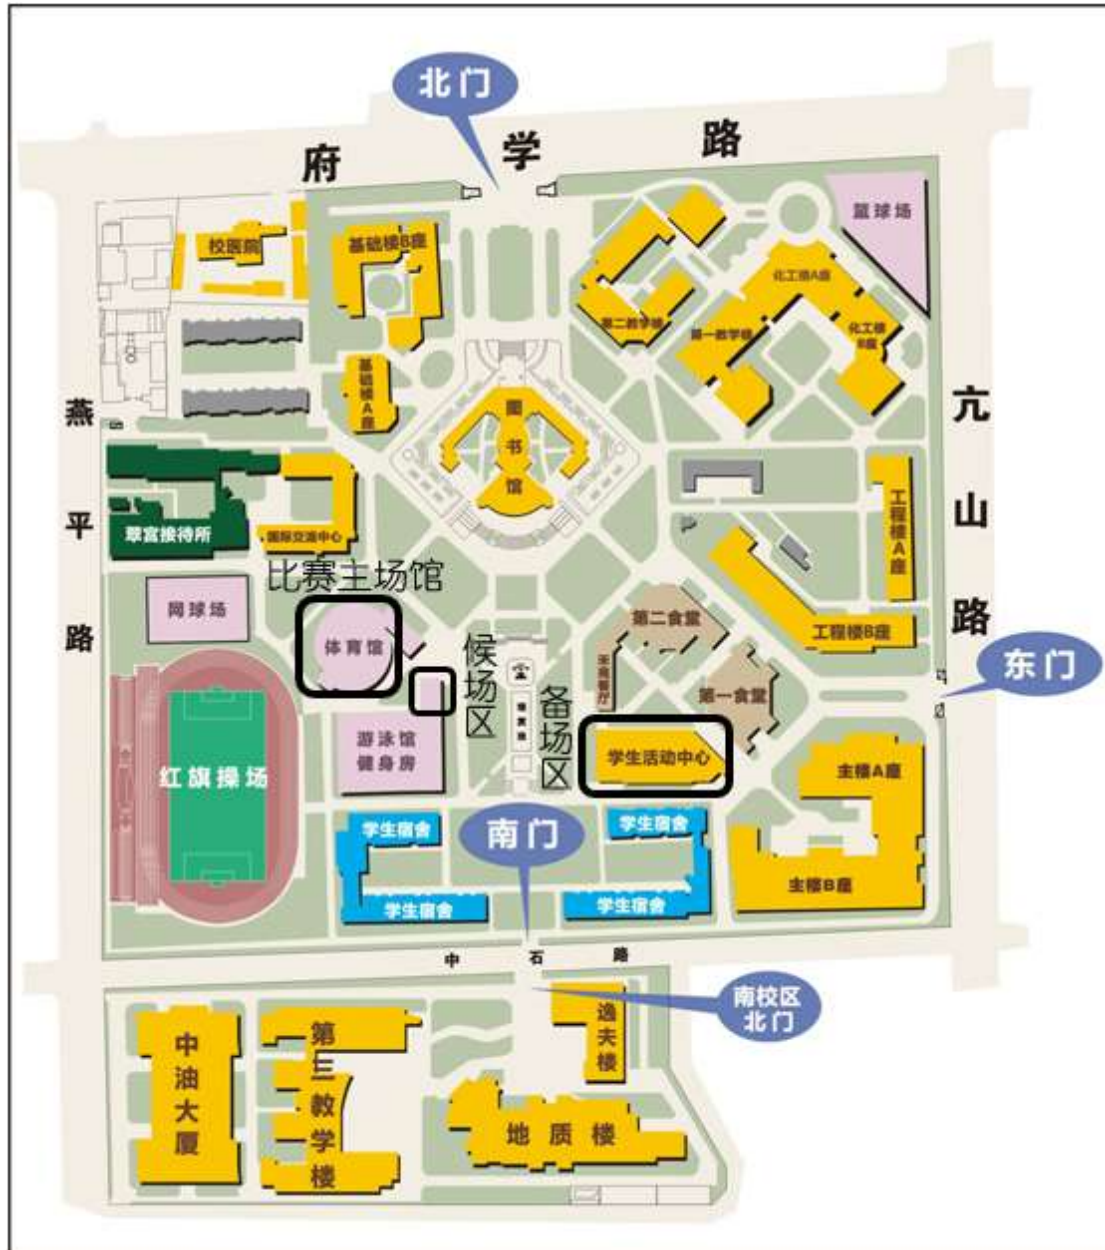 北门
府学路
篮球场
校医院
基础楼B座
化工楼A座
第二教学楼
第一教学楼
化工楼
B座
基础楼A座
图书馆
燕平路
亢山路
翠宫接待所
国际交流中心
工程楼A座
比赛主场馆
网球场
体育馆
第二食堂
工程楼B座
候场区
东门
第一食堂
备场区
游泳馆
健身房
学生活动中心
红旗操场
主楼A座
学生宿舍
南门
学生宿舍
主楼B座
学生宿舍
学生宿舍
中石路
南校区
北门
逸夫楼
中油大厦
第三教学楼
地质楼